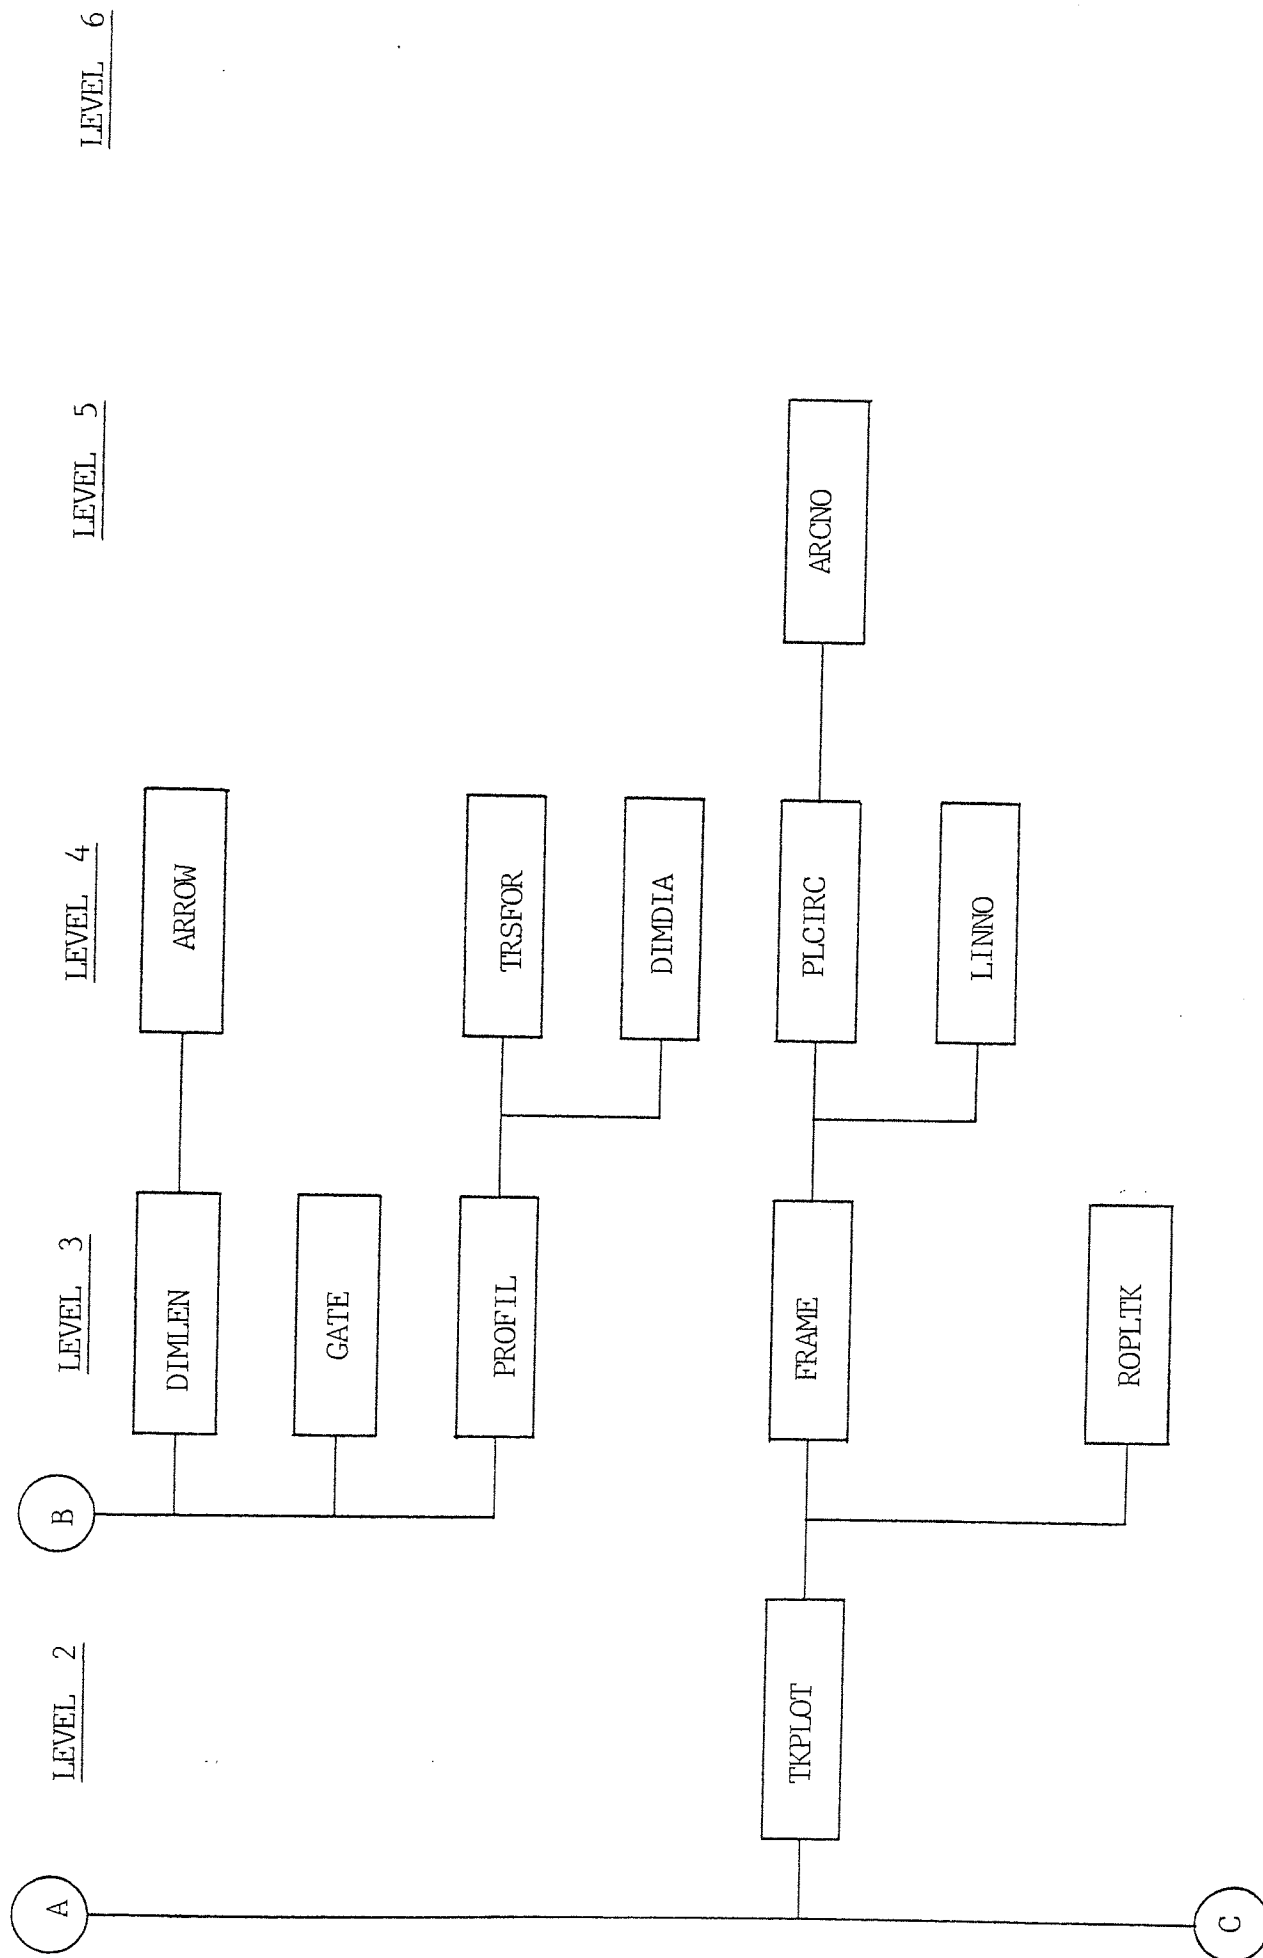 LEVEL 2
LEVEL 3
LEVEL 4
LEVEL 5
LEVEL 6
A
B
DIMLEN
ARROW
GATE
PROFIL
TRSFOR
DIMDIA
TKPLOT
FRAME
PLCIRC
ARCNO
LINNO
ROPLTK
C